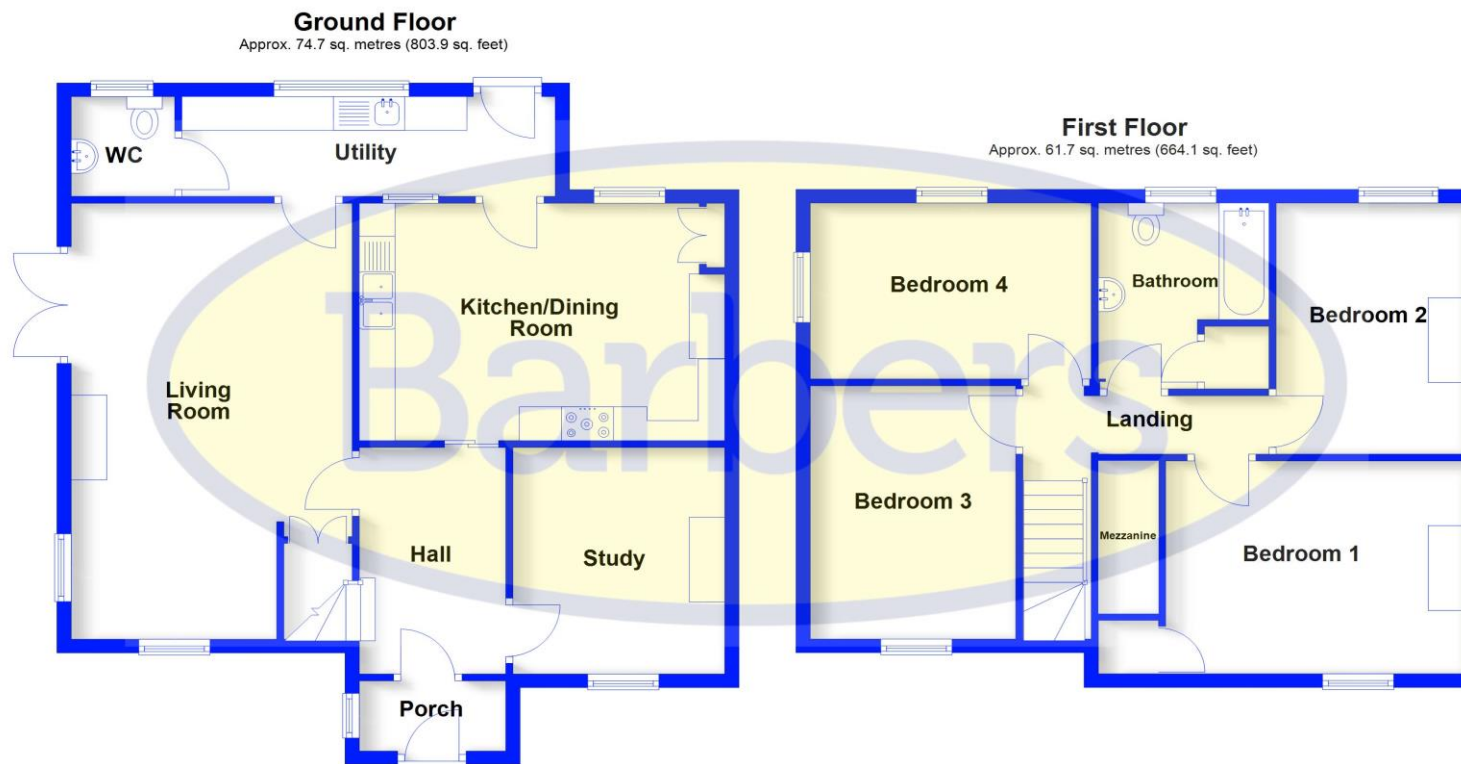 Ground Floor
Approx. 74.7 sq. metres (803.9 sq. feet)
WC
Utility
Kitchen/Dining
Room
Living
Room
Hall
Study
Porch
First Floor
Approx. 61.7 sq. metres (664.1 sq. feet)
Bedroom 4
Bathroom
Bedroom 2
Landing
Bedroom 3
Mezzanine
Bedroom 1
Barbers